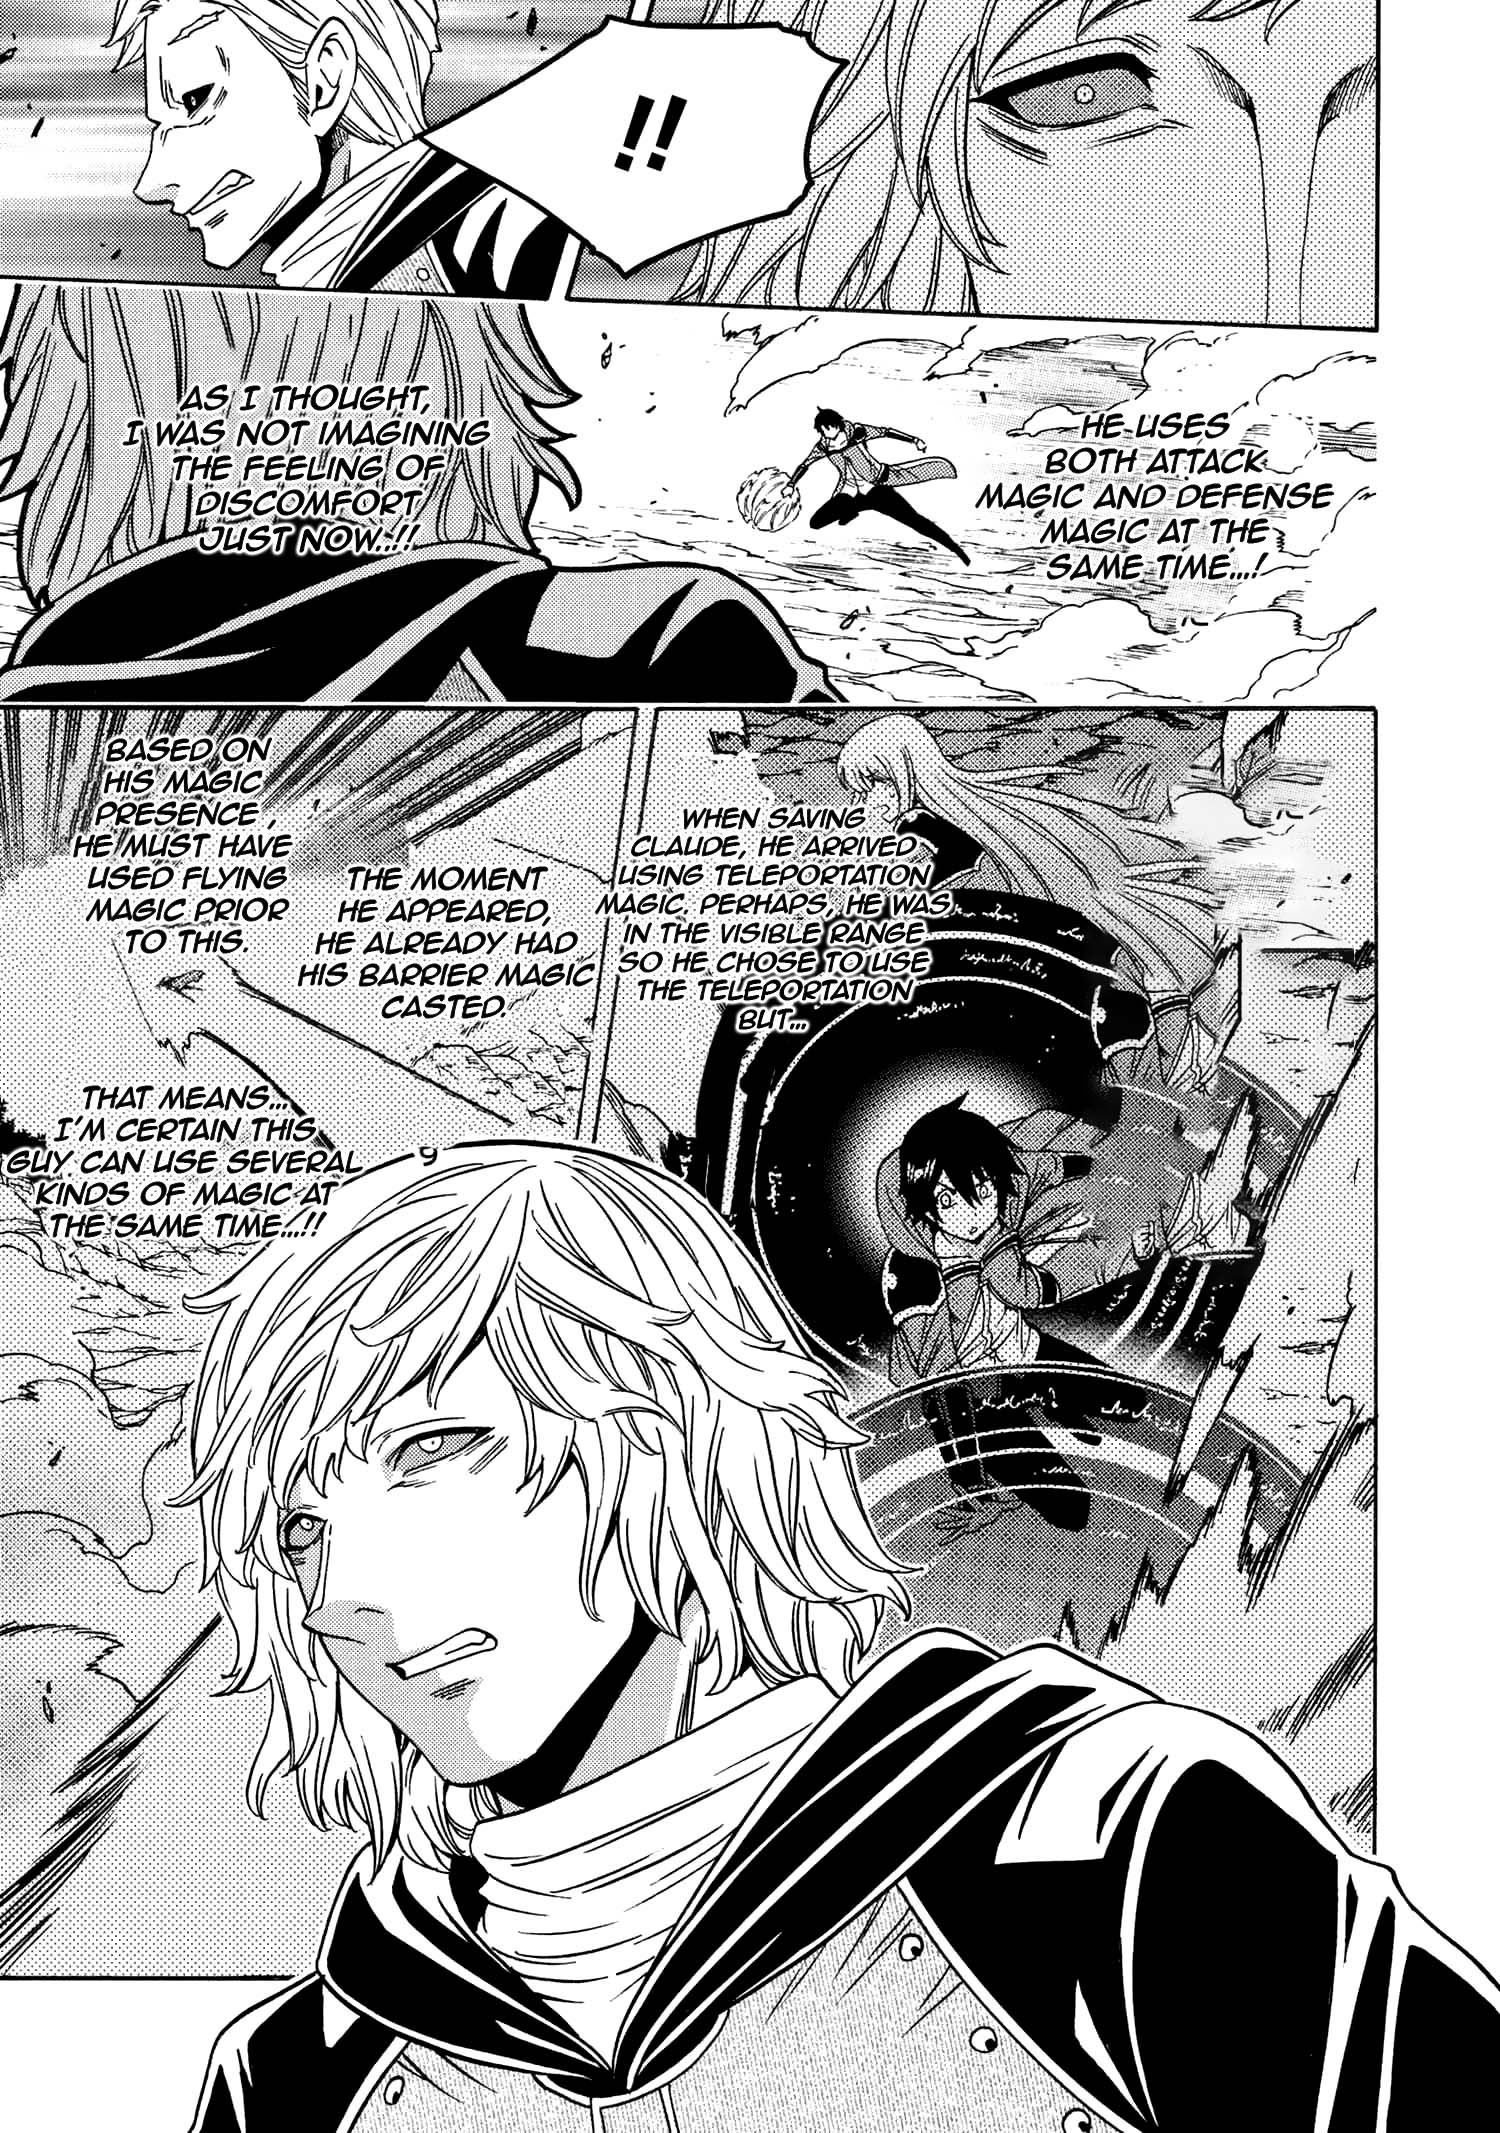 !!
HE USES
BOTH ATTACK
MAGIC AND DEFENSE
MAGIC AT THE
SAME TIME...!
AS I THOUGHT,
I WAS NOT IMAGINING
THE FEELING OF
DISCOMFORT
JUST NOW..!!
WHEN SAVING
CLAUDE, HE ARRIVED
USING TELEPORTATION
MAGIC. PERHAPS, HE WAS
IN THE VISIBLE RANGE
SO HE CHOSE TO USE
THE TELEPORTATION
BUT...
THE MOMENT
HE APPEARED,
HE ALREADY HAD
HIS BARRIER MAGIC
CASTED.
BASED ON
HIS MAGIC
PRESENCE ,
HE MUST HAVE
USED FLYING
MAGIC PRIOR
TO THIS.
THAT MEANS...
I'M CERTAIN THIS
GUY CAN USE SEVERAL
KINDS OF MAGIC AT
THE SAME TIME...!!
9